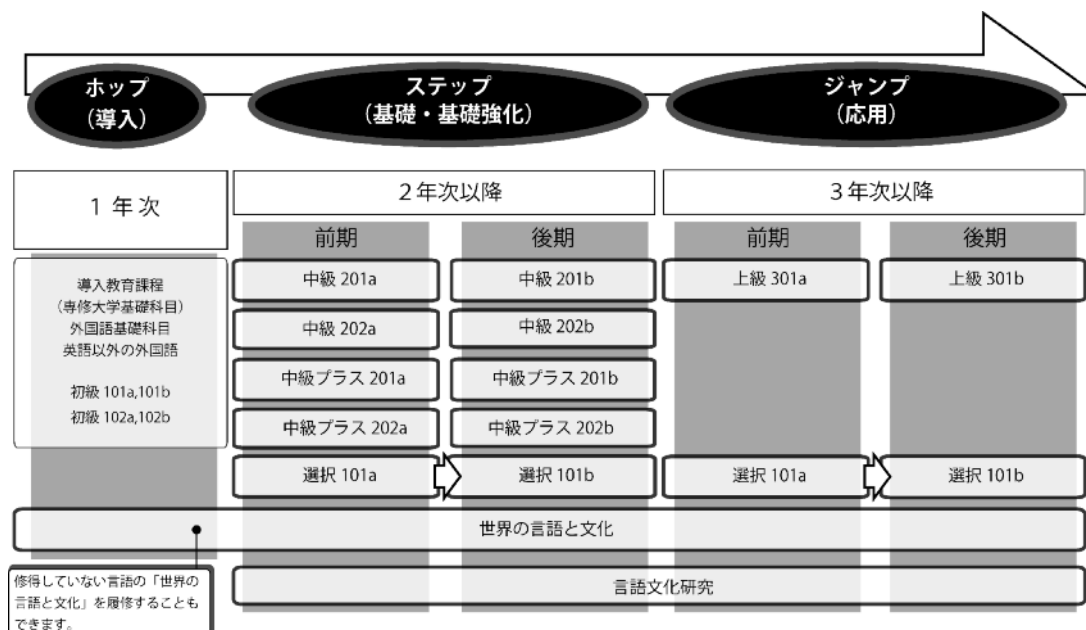 ホップ
(導入)
ステップ
(基礎・基礎強化)
ジャンプ
(応用)
1 年 次
2年次以降
3年次以降
前期
後期
前期
後期
導入教育課程
(専修大学基礎科目)
外国語基礎科目
英語以外の外国語
初級 101a,101b
初級 102a,102b
中級 201a
中級 201b
上級 301a
上級 301b
中級 202a
中級 202b
中級プラス 201a
中級プラス 201b
中級プラス 202a
中級プラス 202b
選択 101a
選択 101b
選択 101a
選択 101b
世界の言語と文化
言語文化研究
修得していない言語の「世界の
言語と文化」を履修することも
できます。